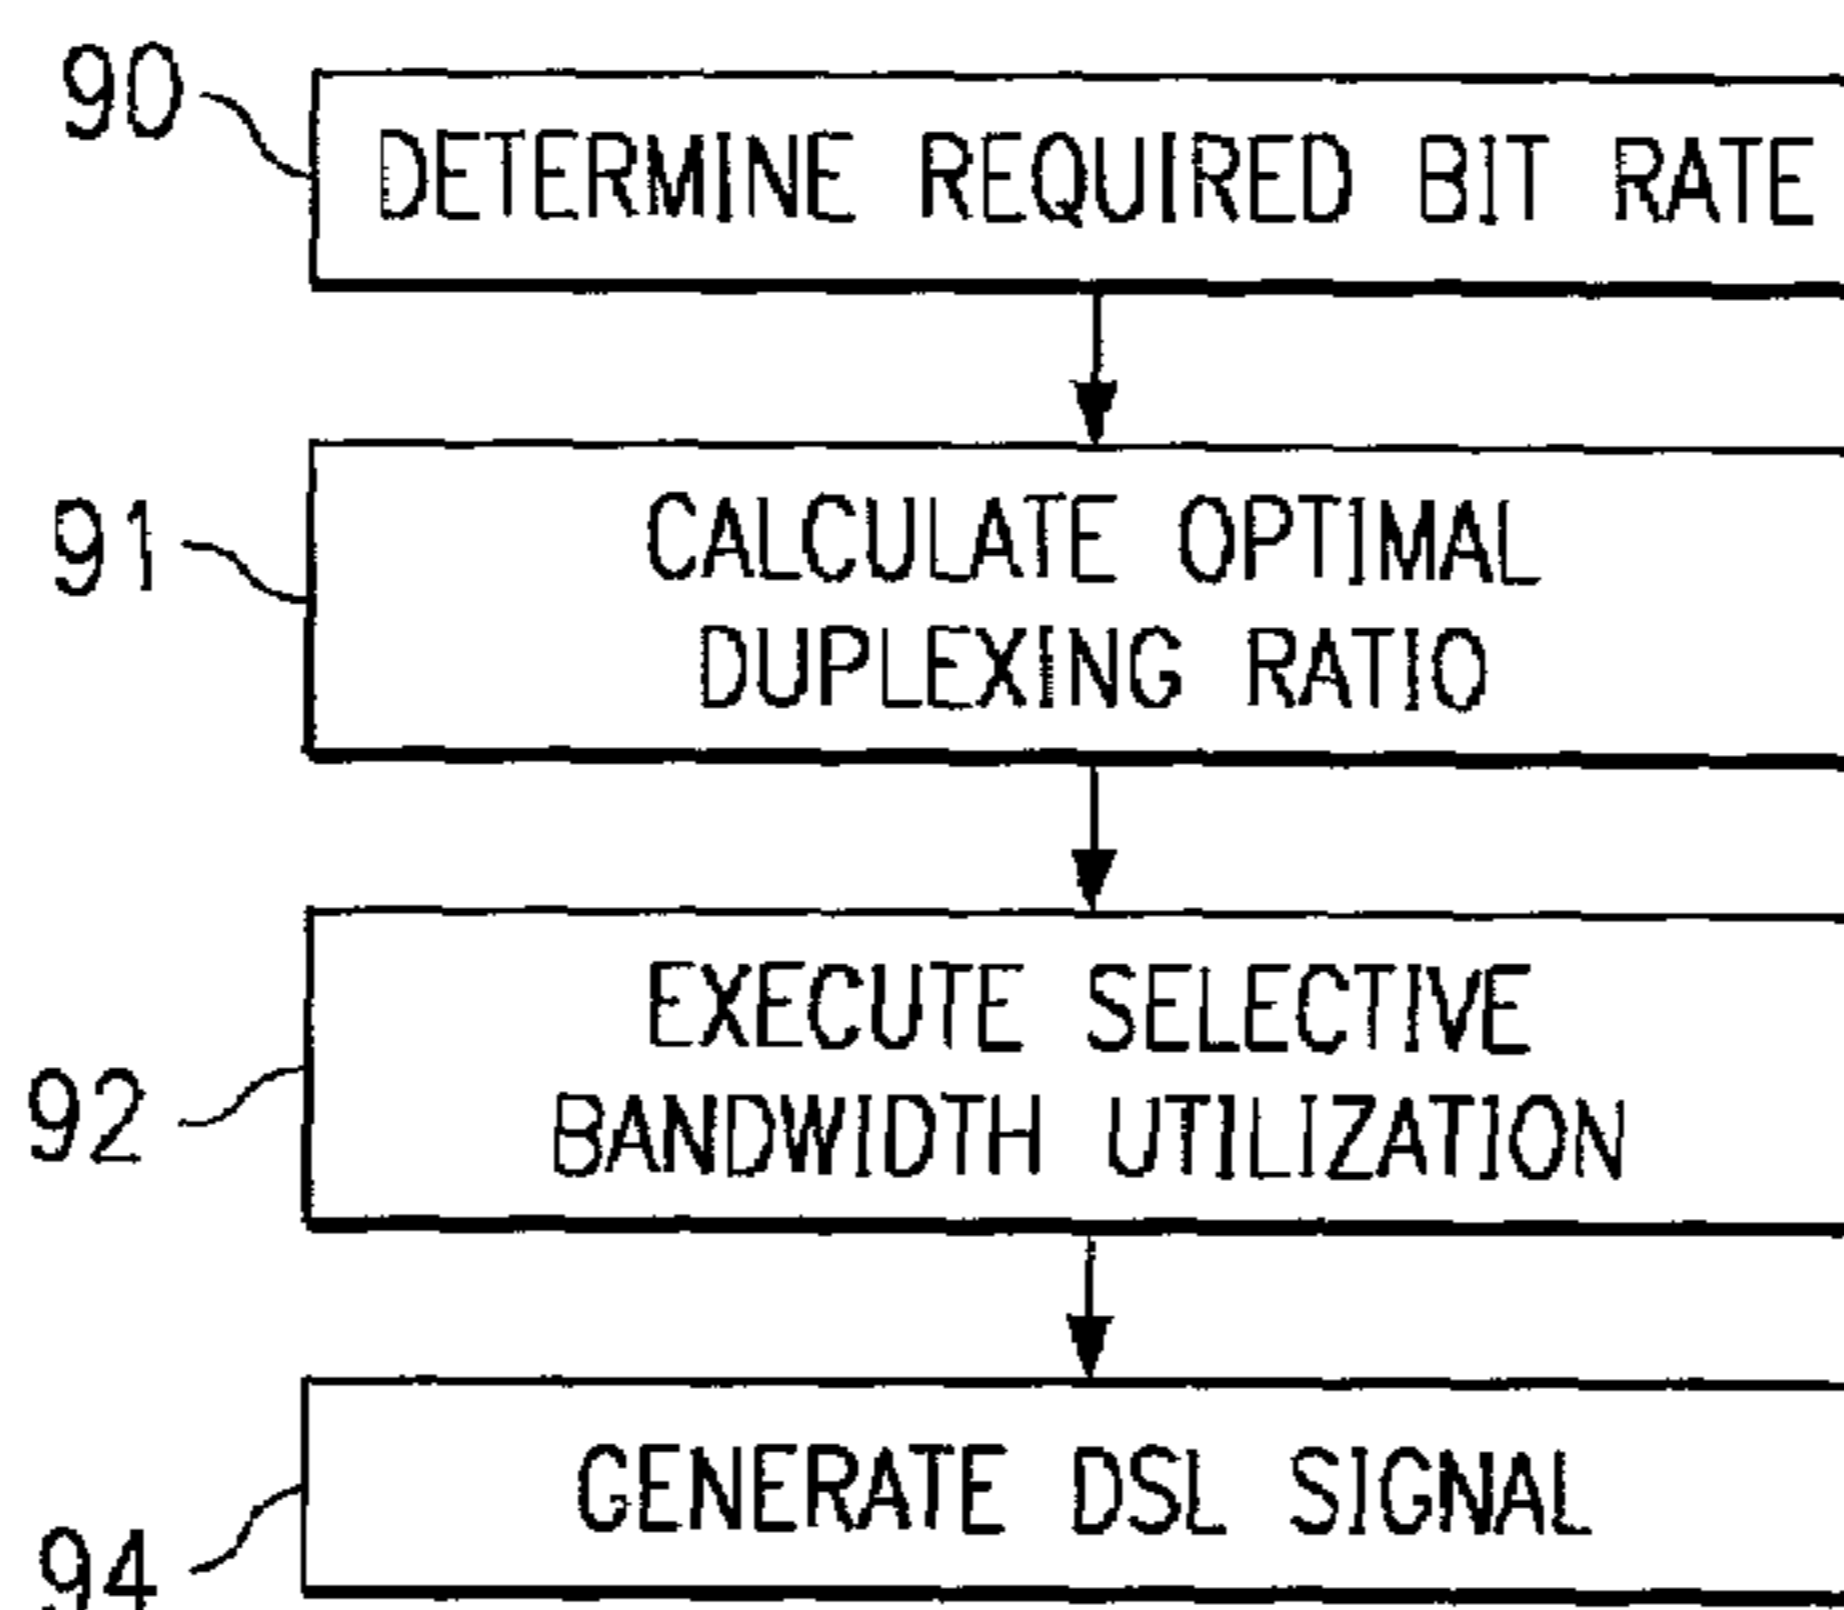 90
DETERMINE REQUIRED BIT RATE
91
CALCULATE OPTIMAL
DUPLEXING RATIO
92
EXECUTE SELECTIVE
BANDWIDTH UTILIZATION
94
GENERATE DSL SIGNAL